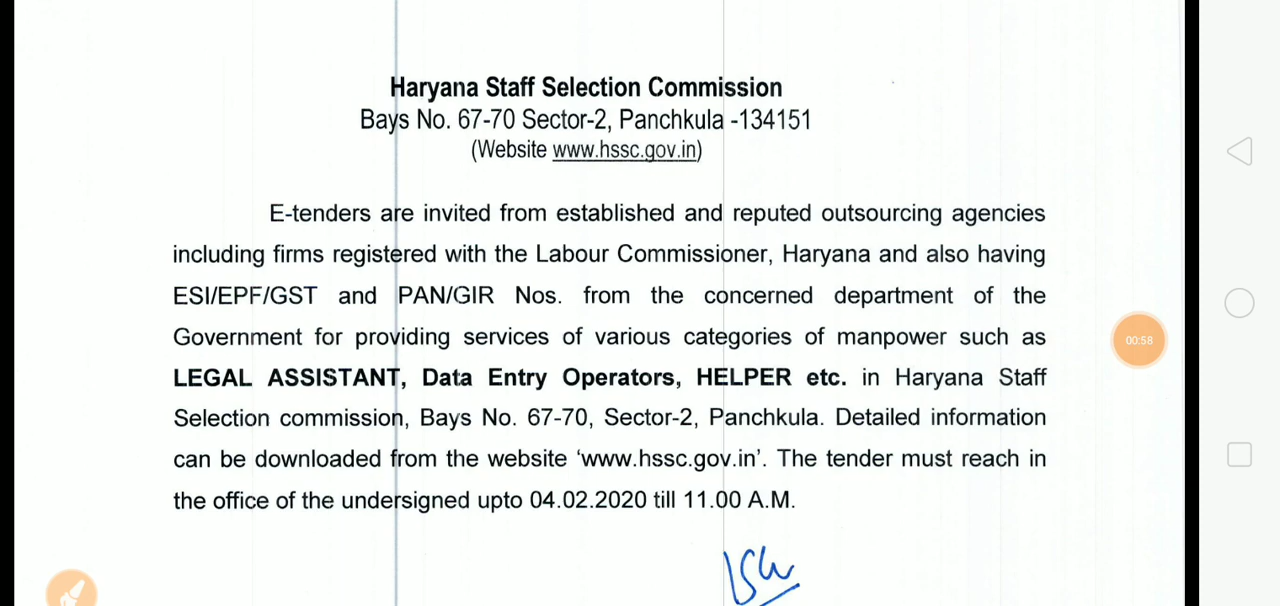 Haryana Staff Selection Commission
Bays No. 67-70 Sector-2, Panchkula -134151
(Website www.hssc.gov.in)
E-tenders are invited from established and reputed outsourcing agencies
including firms registered with the Labour Commissioner, Haryana and also having
ESI/EPF/GST and PAN/GIR Nos. from the concerned department of the
Government for providing services of various categories of manpower such as
LEGAL ASSISTANT, Data Entry Operators, HELPER etc. in Haryana Staff
Selection commission, Bays No. 67-70, Sector-2, Panchkula. Detailed information
can be downloaded from the website ‘www.hssc.gov.in’. The tender must reach in
the office of the undersigned upto 04.02.2020 till 11.00 A.M.
00:58